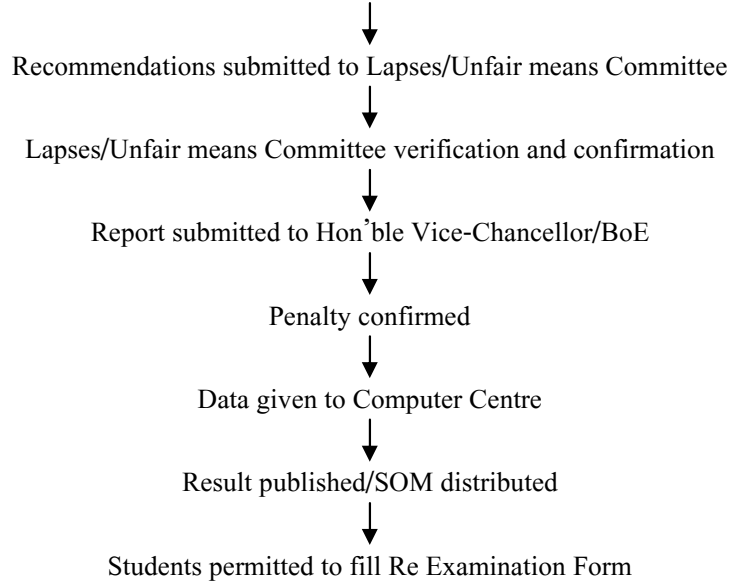 Recommendations submitted to Lapses/Unfair means Committee
Lapses/Unfair means Committee verification and confirmation
Report submitted to Hon’ble Vice-Chancellor/BoE
Penalty confirmed
Data given to Computer Centre
Result published/SOM distributed
Students permitted to fill Re Examination Form